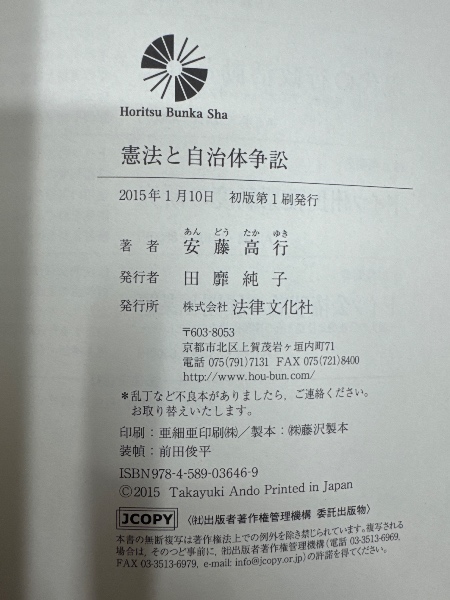 Horitsu Bunka Sha
憲法と自治体争訟
2015年1月10日 初版第1刷発行
あん どう たか ゆき
著者 安藤高行
発行者 田靡純子
発行所 株式会社 法律文化社
〒603-8053
京都市北区上賀茂岩ヶ垣内町71
電話 075(791)7131 FAX 075(721)8400
http://www.hou-bun.com/
＊乱丁など不良本がありましたら、ご連絡ください。
お取り替えいたします。
印刷：亜細亜印刷㈱／製本：㈱藤沢製本
装幀：前田俊平
ISBN978-4-589-03646-9
©2015 Takayuki Ando Printed in Japan
JCOPY 〈㈳出版者著作権管理機構 委託出版物〉
本書の無断複写は著作権法上での例外を除き禁じられています。複写される
場合は、そのつど事前に、㈳出版者著作権管理機構（電話 03-3513-6969、
FAX 03-3513-6979、e-mail: info@jcopy.or.jp）の許諾を得てください。